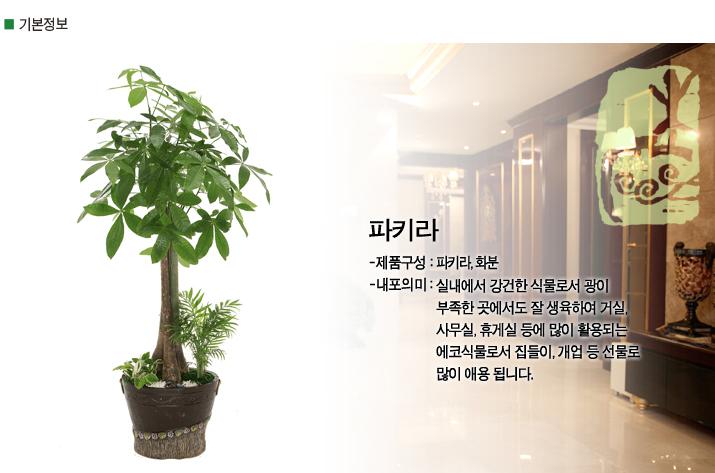 기본정보
파키라
-제품구성 : 파키라, 화분
-내포의미 : 실내에서 강건한 식물로서 광이
부족한 곳에서도 잘 생육하여 거실,
사무실, 휴게실 등에 많이 활용되는
에코식물로서 집들이, 개업 등 선물로
많이 애용 됩니다.